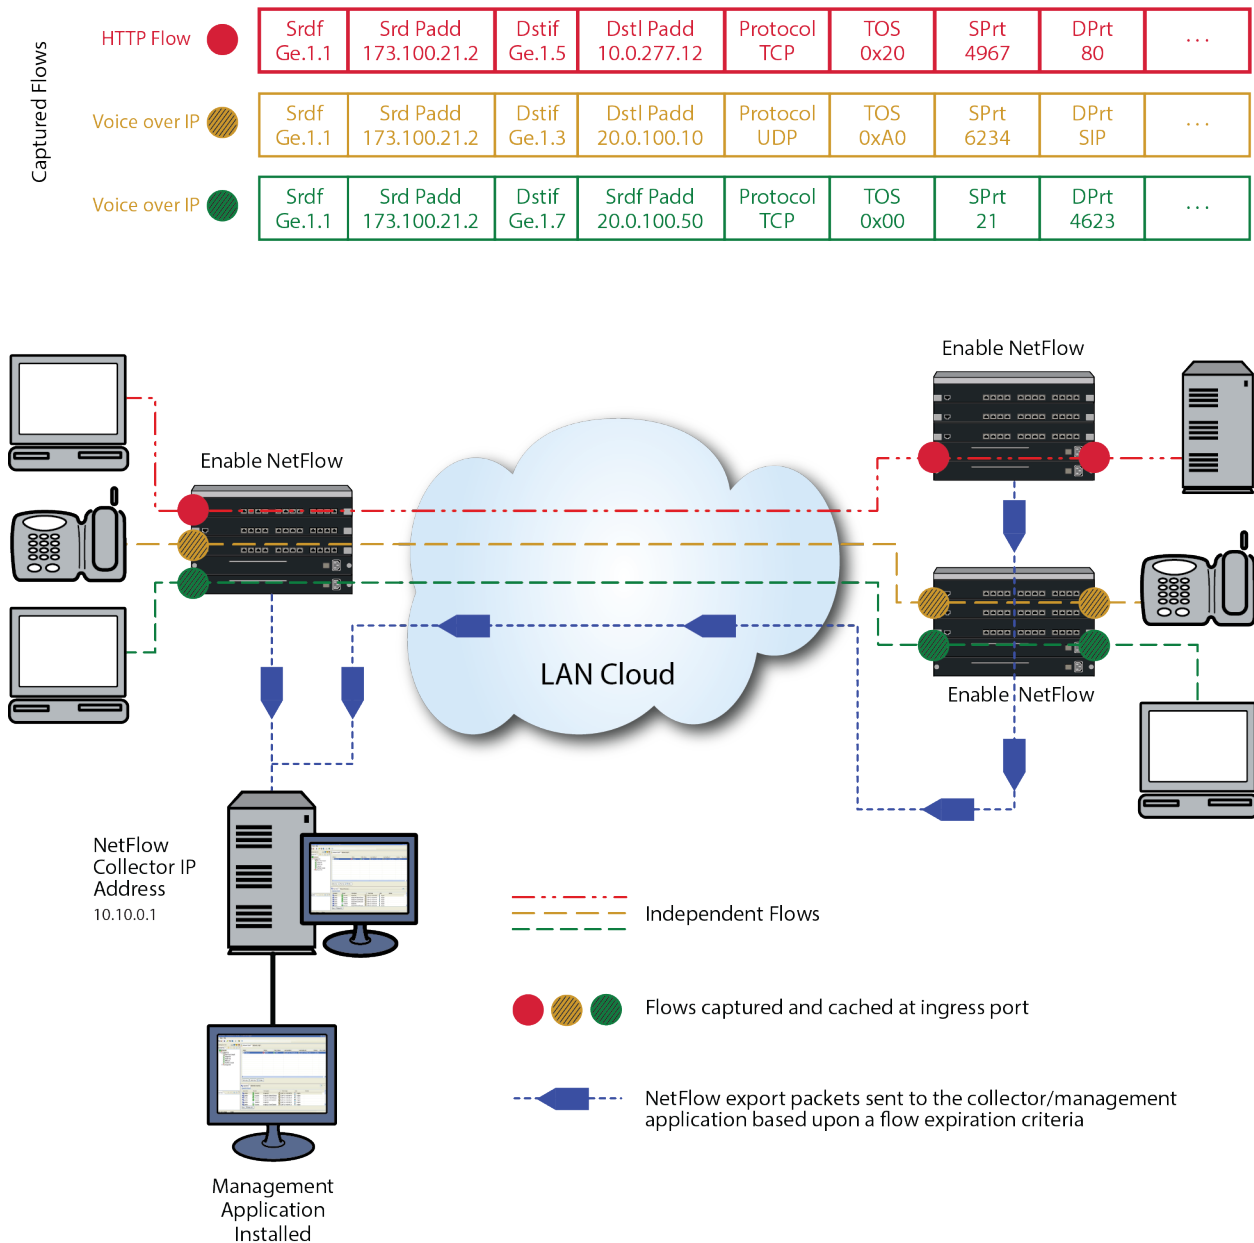 Captured Flows
HTTP Flow
Srdf Srd Padd Dstif Dstl Padd Protocol TOS SPrt DPrt ...
Ge.1.1 173.100.21.2 Ge.1.5 10.0.277.12 TCP 0x20 4967 80
Voice over IP
Srdf Srd Padd Dstif Dstl Padd Protocol TOS SPrt DPrt ...
Ge.1.1 173.100.21.2 Ge.1.3 20.0.100.10 UDP 0xA0 6234 SIP
Voice over IP
Srdf Srd Padd Dstif Srdf Padd Protocol TOS SPrt DPrt ...
Ge.1.1 173.100.21.2 Ge.1.7 20.0.100.50 TCP 0x00 21 4623
Enable NetFlow
Enable NetFlow
LAN Cloud
Enable NetFlow
NetFlow
Collector IP
Address
10.10.0.1
Independent Flows
Flows captured and cached at ingress port
NetFlow export packets sent to the collector/management
application based upon a flow expiration criteria
Management
Application
Installed